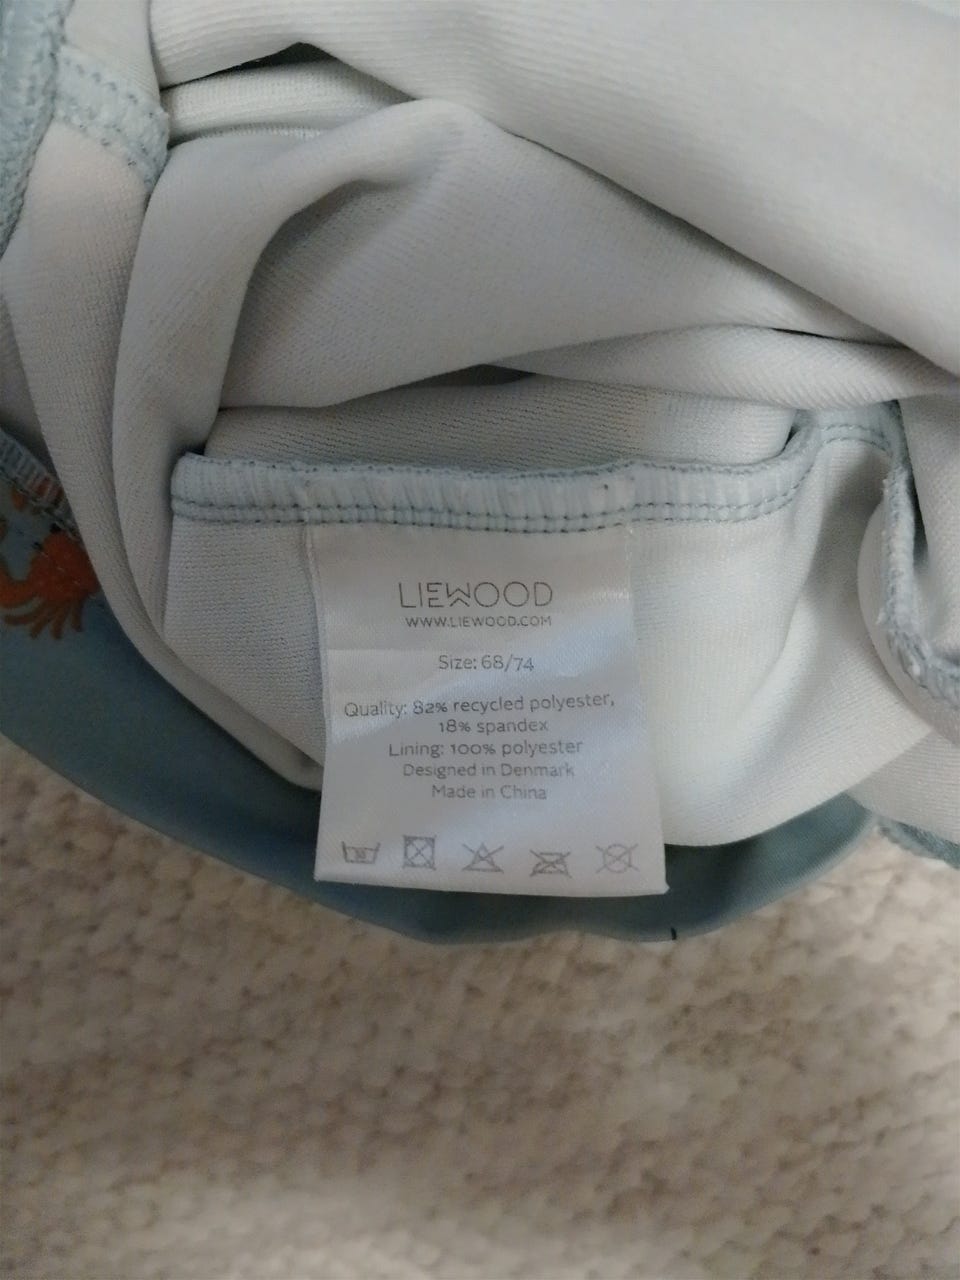 LIEWOOD
WWW.LIEWOOD.COM
Size: 68/74
Quality: 82% recycled polyester,
18% spandex
Lining: 100% polyester
Designed in Denmark
Made in China
30